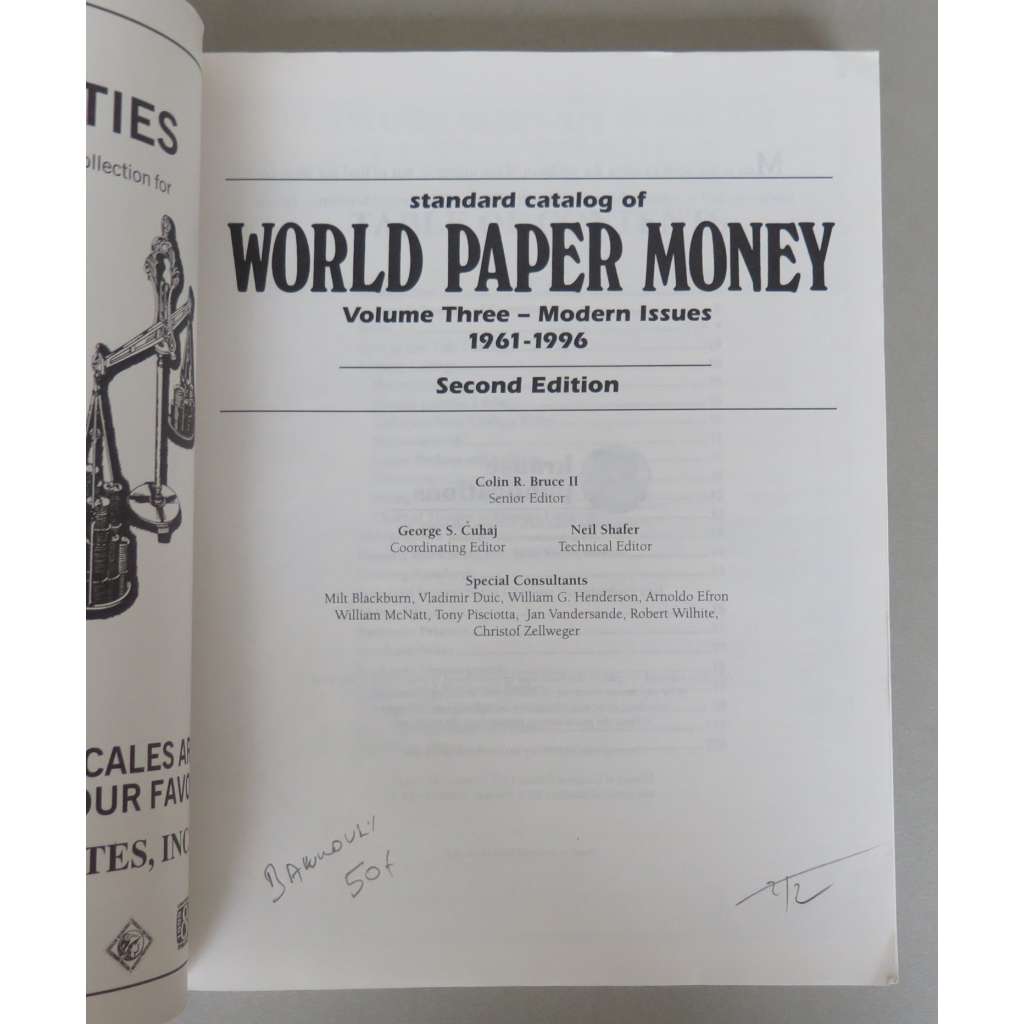 TIES
ollection for
CALES AR
OUR FAVO
TES, INC
standard catalog of
WORLD PAPER MONEY
Volume Three – Modern Issues
1961-1996
Second Edition
Colin R. Bruce II
Senior Editor
George S. Ćuhaj
Coordinating Editor
Neil Shafer
Technical Editor
Special Consultants
Milt Blackburn, Vladimir Duic, William G. Henderson, Arnoldo Efron
William McNatt, Tony Pisciotta, Jan Vandersande, Robert Wilhite,
Christof Zellweger
50f